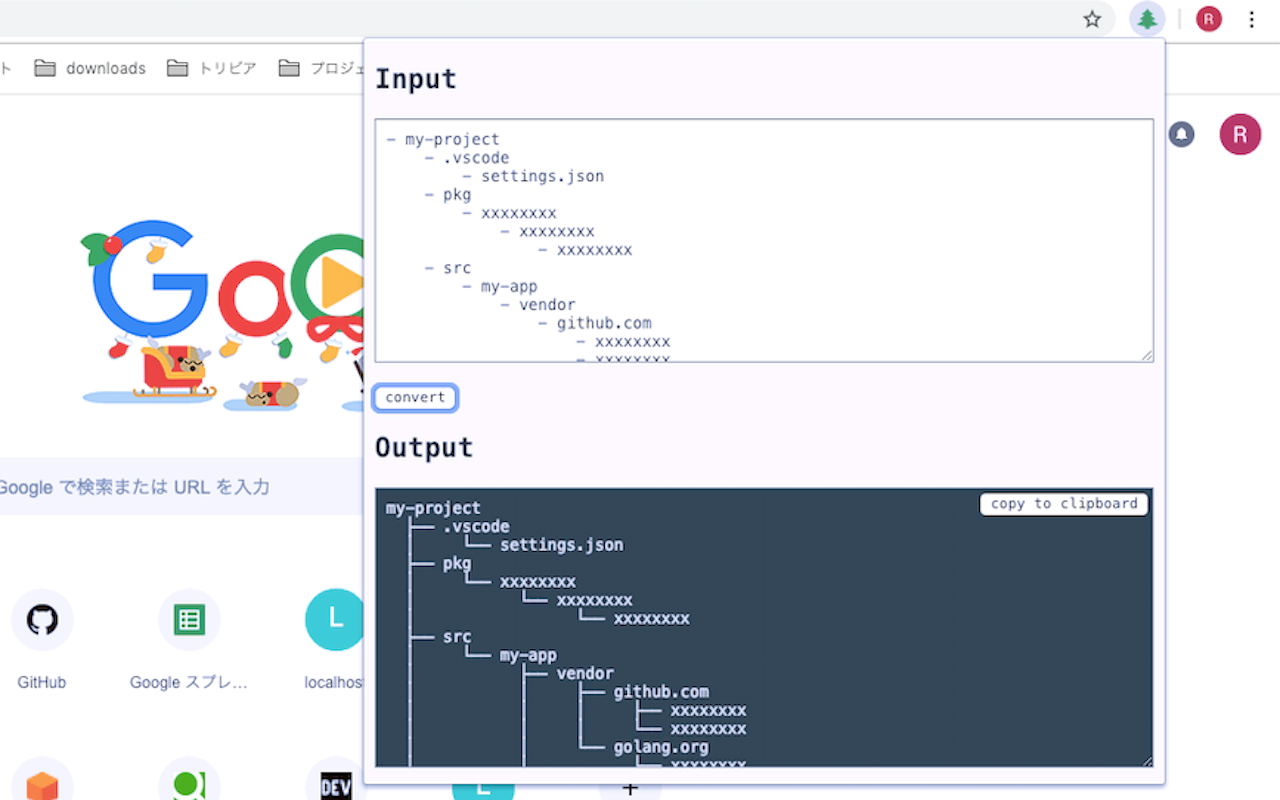 R
ト downloads トリビア プロジェ
Input
R
- my-project
- .vscode
- settings.json
- pkg
- xxxxxxxx
- xxxxxxxx
- xxxxxxxx
- src
- my-app
- vendor
- github.com
- xxxxxxxx
- xxxxxxxx
convert
Output
Google で検索または URL を入力
copy to clipboard
my-project
├── .vscode
└── settings.json
├── pkg
└── xxxxxxxx
└── xxxxxxxx
└── xxxxxxxx
├── src
└── my-app
├── vendor
├── github.com
├── xxxxxxxx
└── xxxxxxxx
└── golang.org
└── xxxxxxxx
L
GitHub
Google スプレ...
localhos
DEV
L